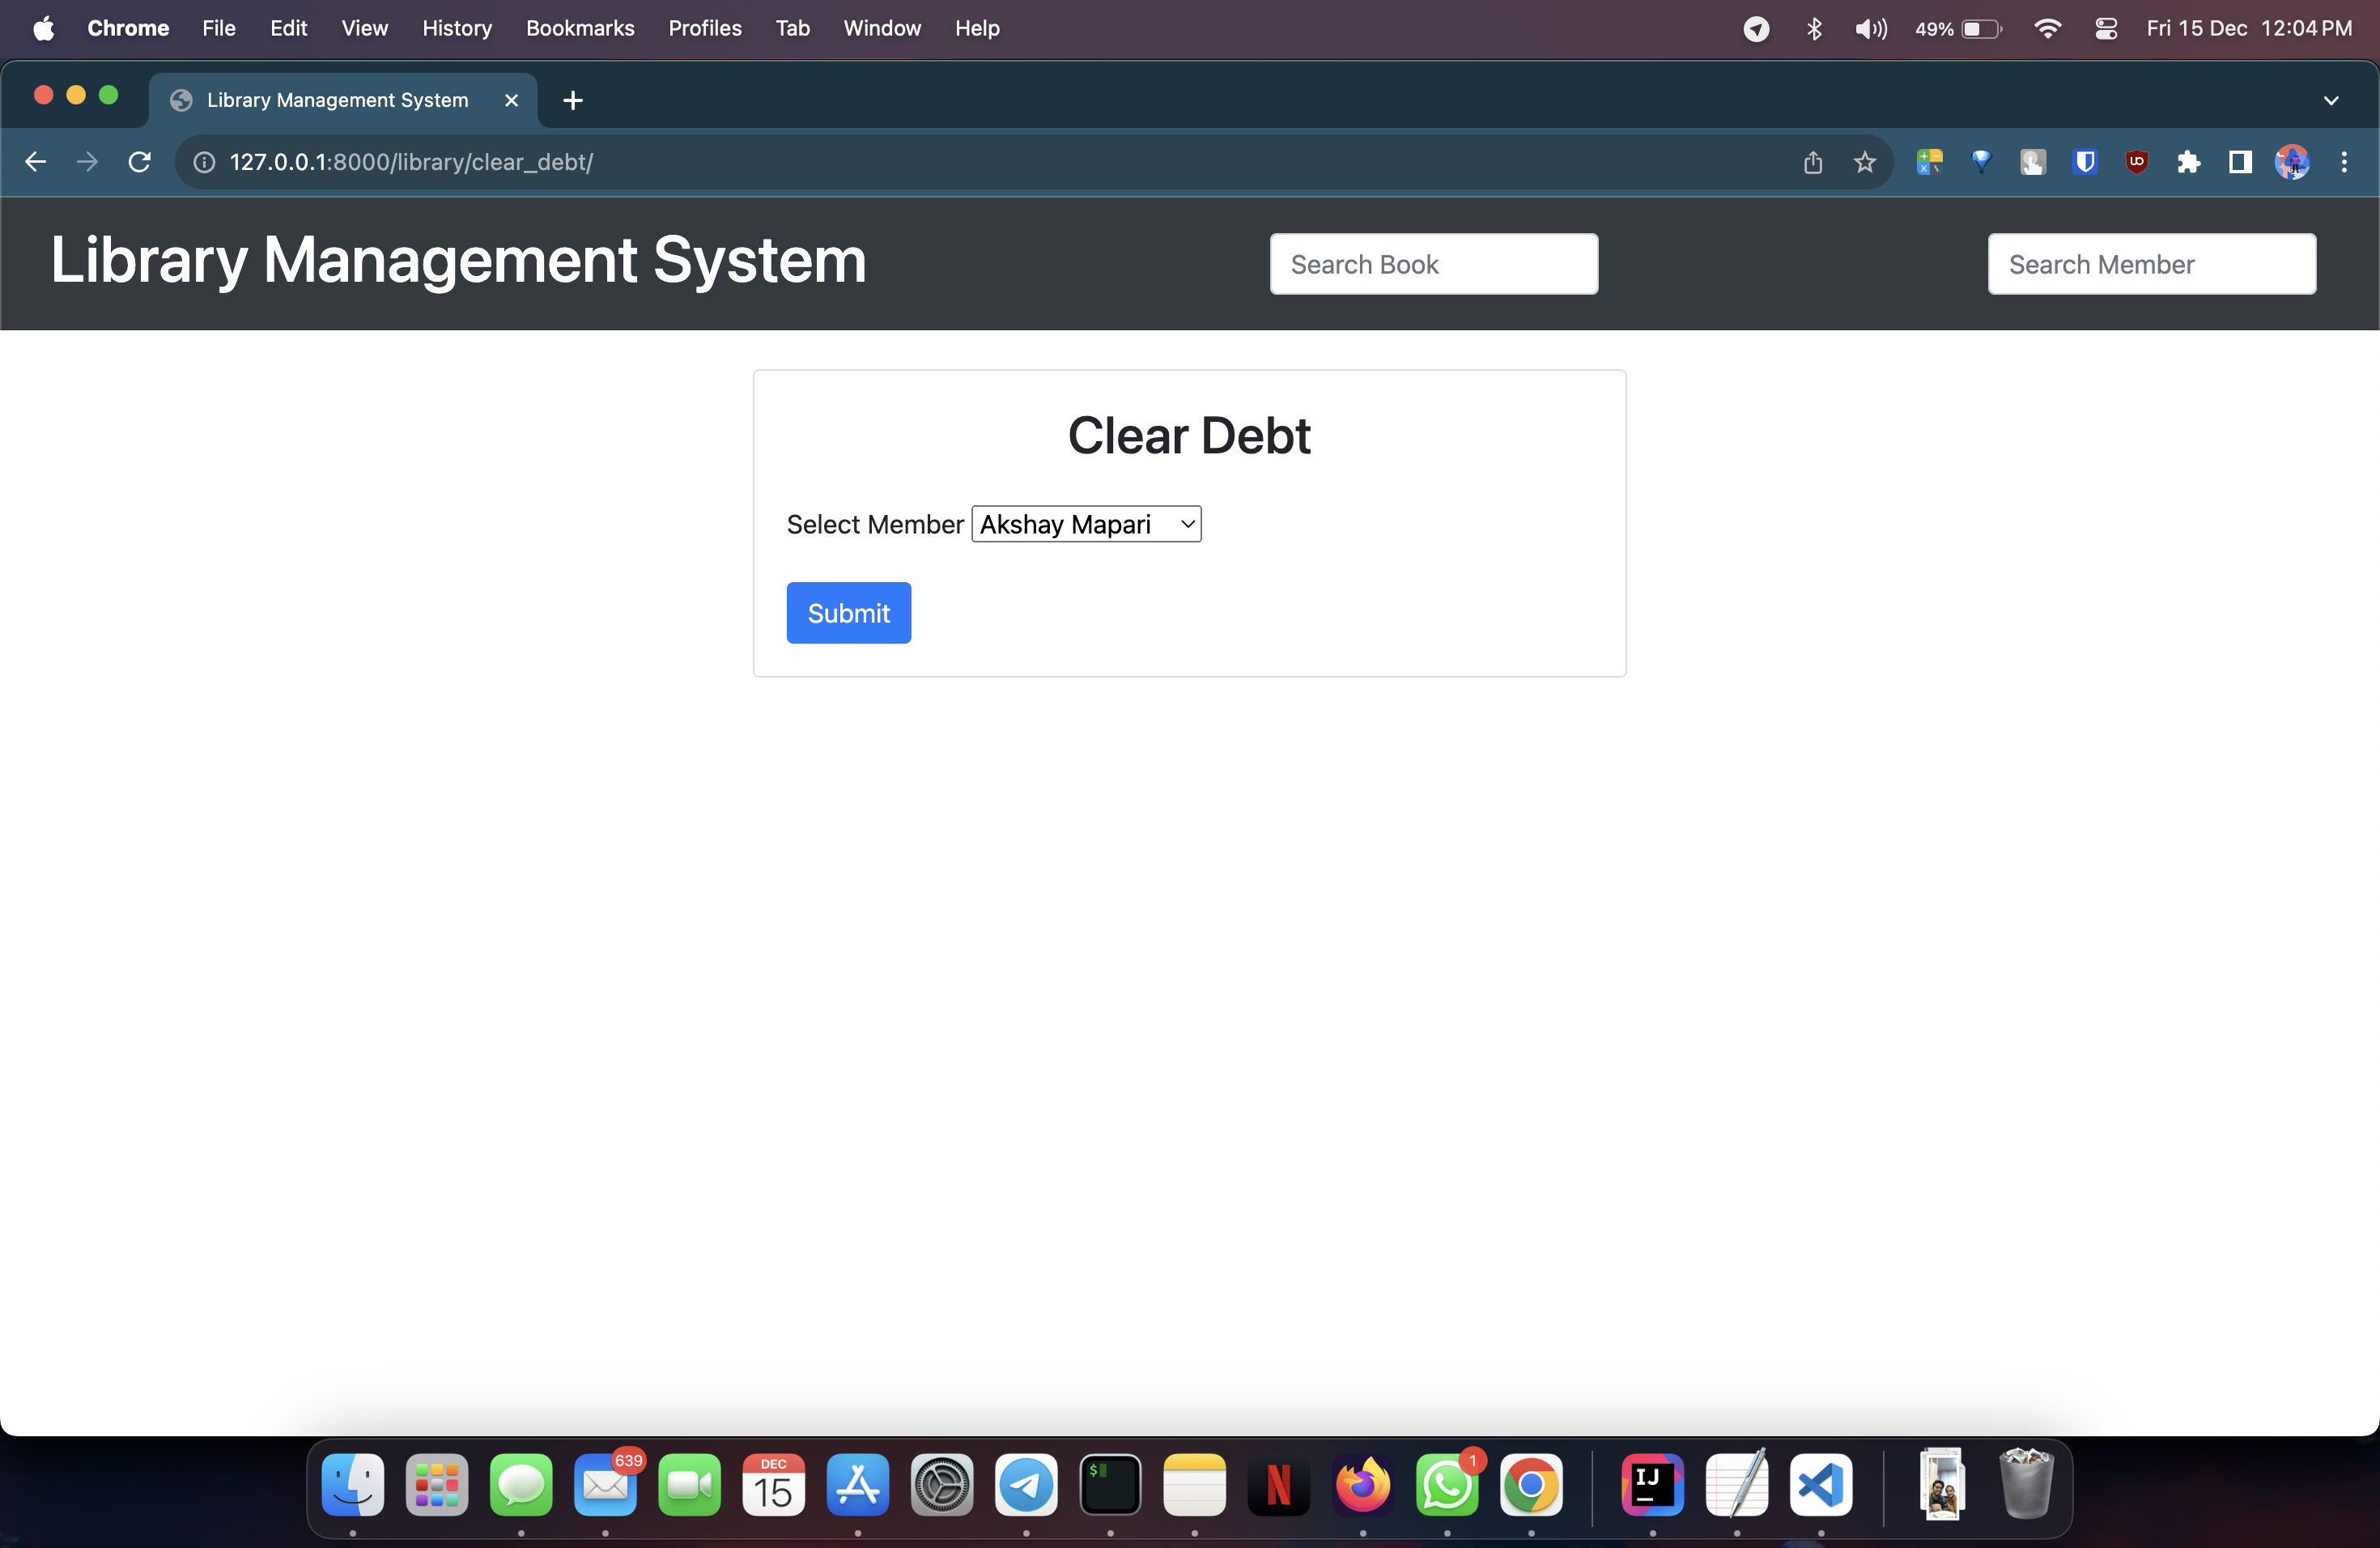 Chrome File Edit View History Bookmarks Profiles Tab Window Help 49% Fri 15 Dec 12:04 PM
Library Management System
127.0.0.1:8000/library/clear_debt/
Library Management System Search Book Search Member
Clear Debt
Select Member Akshay Mapari
Submit
639 DEC 15 $ N 1 IJ